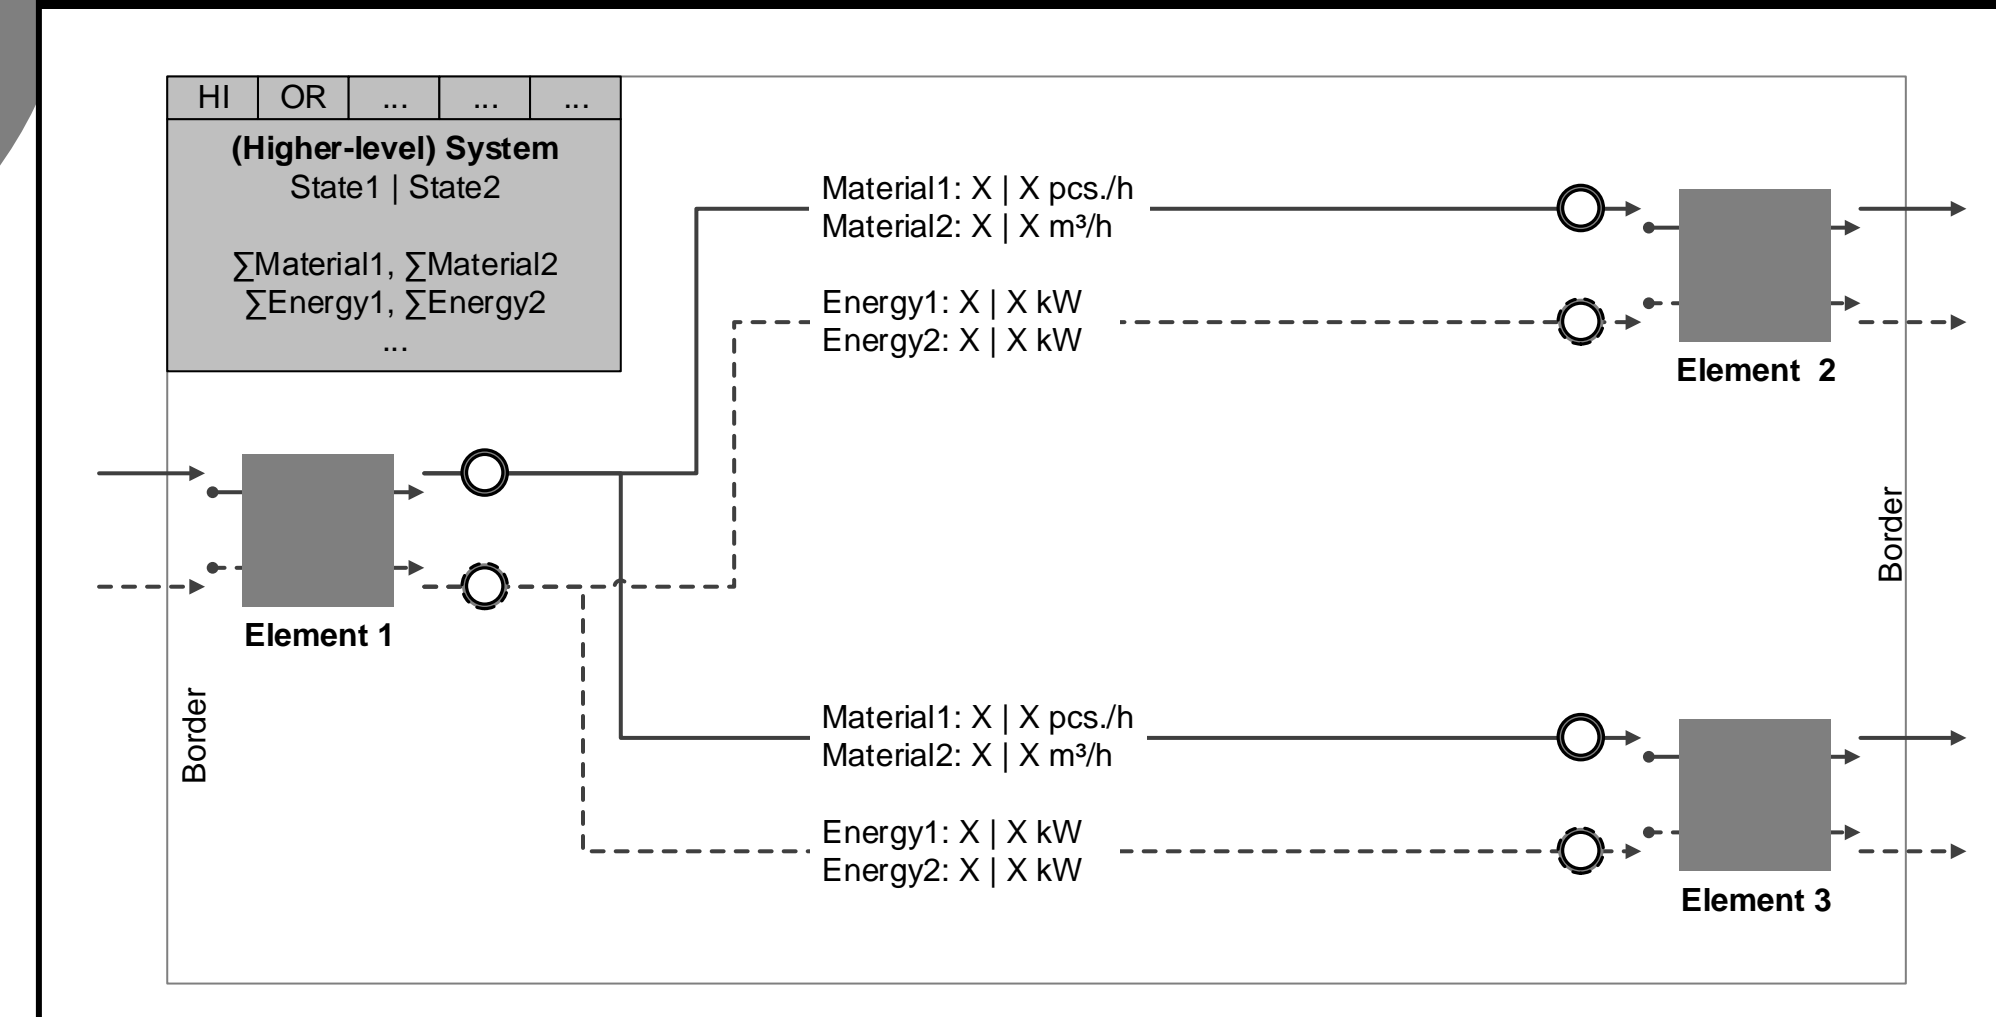 HI OR ... ... ...
(Higher-level) System
State1 | State2
∑Material1, ∑Material2
∑Energy1, ∑Energy2
...
Material1: X | X pcs./h
Material2: X | X m³/h
Energy1: X | X kW
Energy2: X | X kW
Element  2
Element 1
Border
Border
Material1: X | X pcs./h
Material2: X | X m³/h
Energy1: X | X kW
Energy2: X | X kW
Element 3